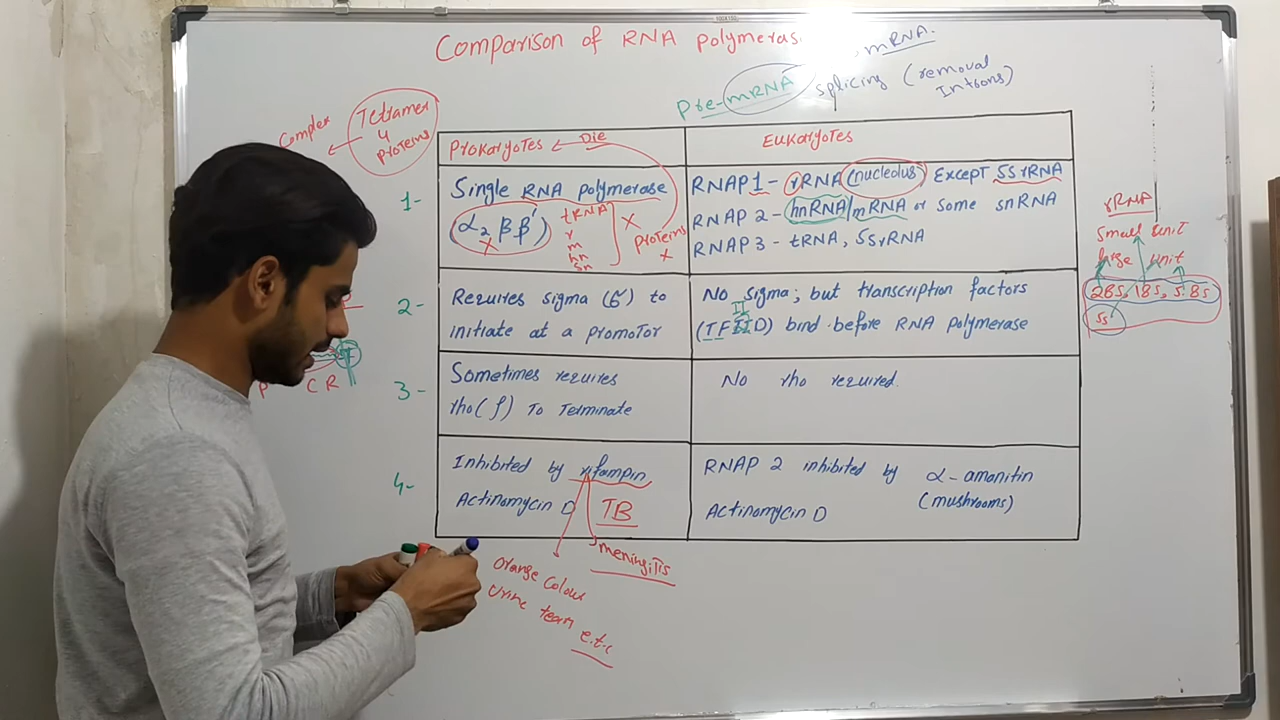 Comparison of RNA polymeras
, mRNA.
Pre-mRNA splicing (removal
Introns)
Complex
Tetramer
4
proteins
Prokaryotes
Die
Eukaryotes
1-
Single RNA polymerase
(α2 β β')
tRNA
r
m
hn
sn
X
X
Proteins
X
RNAP 1 - rRNA (nucleolus) Except 5S rRNA
RNAP 2 - hnRNA/mRNA or some snRNA
RNAP 3 - tRNA, 5S rRNA
rRNA
Small unit
large unit
28s, 18s, 5.8s
5s
2-
Requires sigma (б) to
initiate at a promotor
No sigma; but transcription factors
II
(TFIID) bind before RNA polymerase
P C R
ST
3-
Sometimes requires
rho(ƒ) To Terminate
No rho required.
4-
Inhibited by rifampin
Actinomycin D
TB
RNAP 2 inhibited by α-amanitin
(mushrooms)
Actinomycin D
meningitis
Orange Colour
Urine team e.t.c